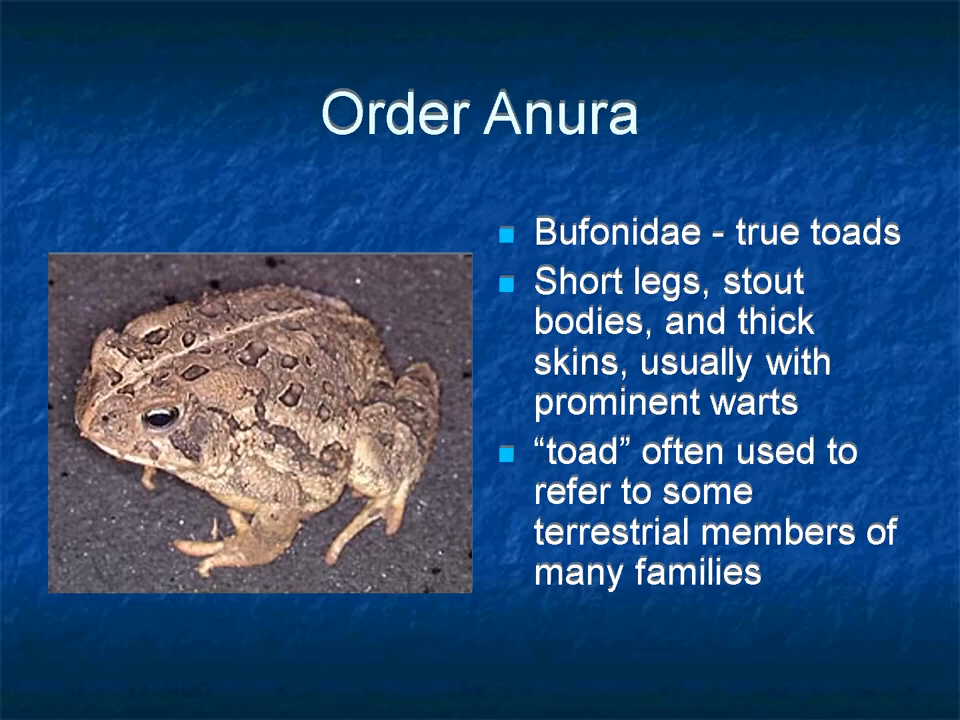 Order Anura
Bufonidae - true toads
Short legs, stout
bodies, and thick
skins, usually with
prominent warts
“toad” often used to
refer to some
terrestrial members of
many families